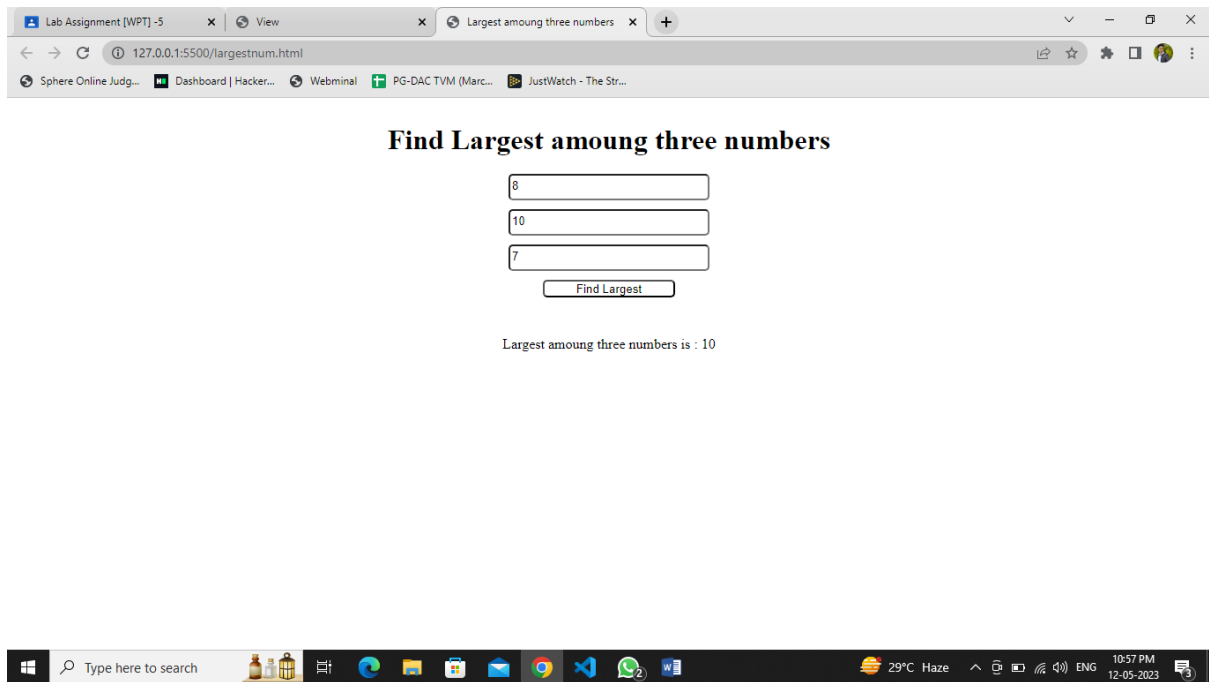 Lab Assignment [WPT] -5
View
Largest amoung three numbers
127.0.0.1:5500/largestnum.html
Sphere Online Judg... Dashboard | Hacker... Webminal PG-DAC TVM (Marc... JustWatch - The Str...
Find Largest amoung three numbers
8
10
7
Find Largest
Largest amoung three numbers is : 10
Type here to search
2
29°C Haze
ENG
10:57 PM
12-05-2023
3